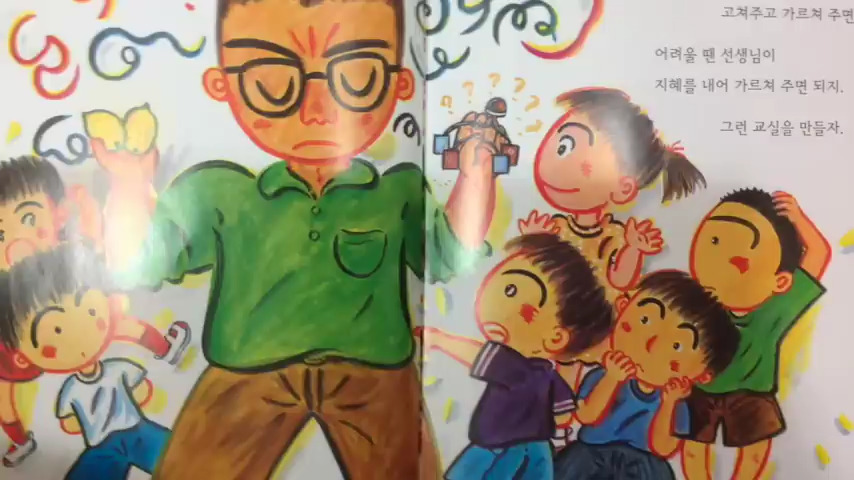 고쳐주고 가르쳐 주면
어려울 땐 선생님이
지혜를 내어 가르쳐 주면 되지.
그런 교실을 만들자.